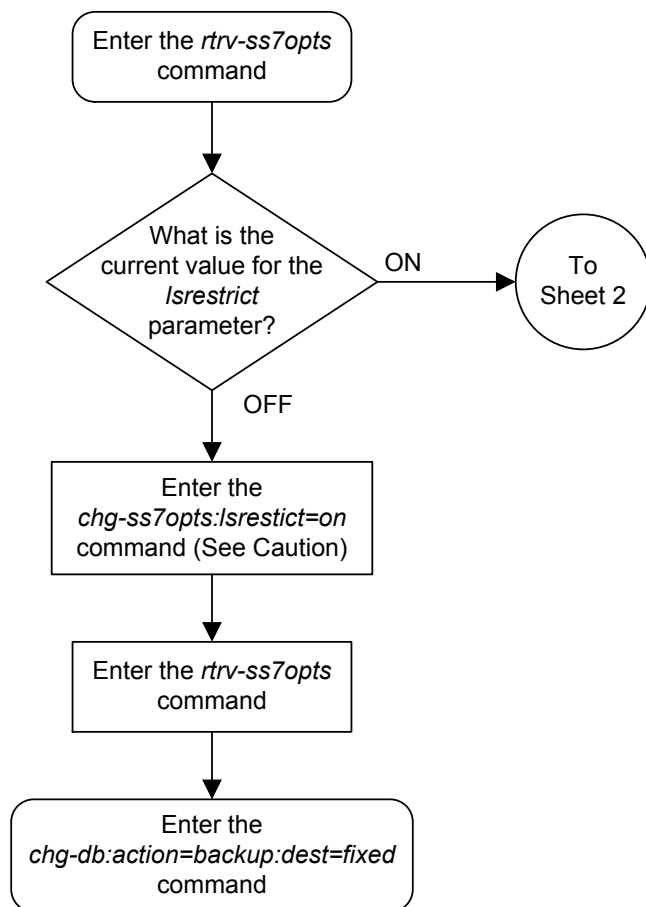 Enter the rtrv-ss7opts
command
What is the
current value for the
lsrestrict
parameter?
ON
To
Sheet 2
OFF
Enter the
chg-ss7opts:lsrestict=on
command (See Caution)
Enter the rtrv-ss7opts
command
Enter the
chg-db:action=backup:dest=fixed
command